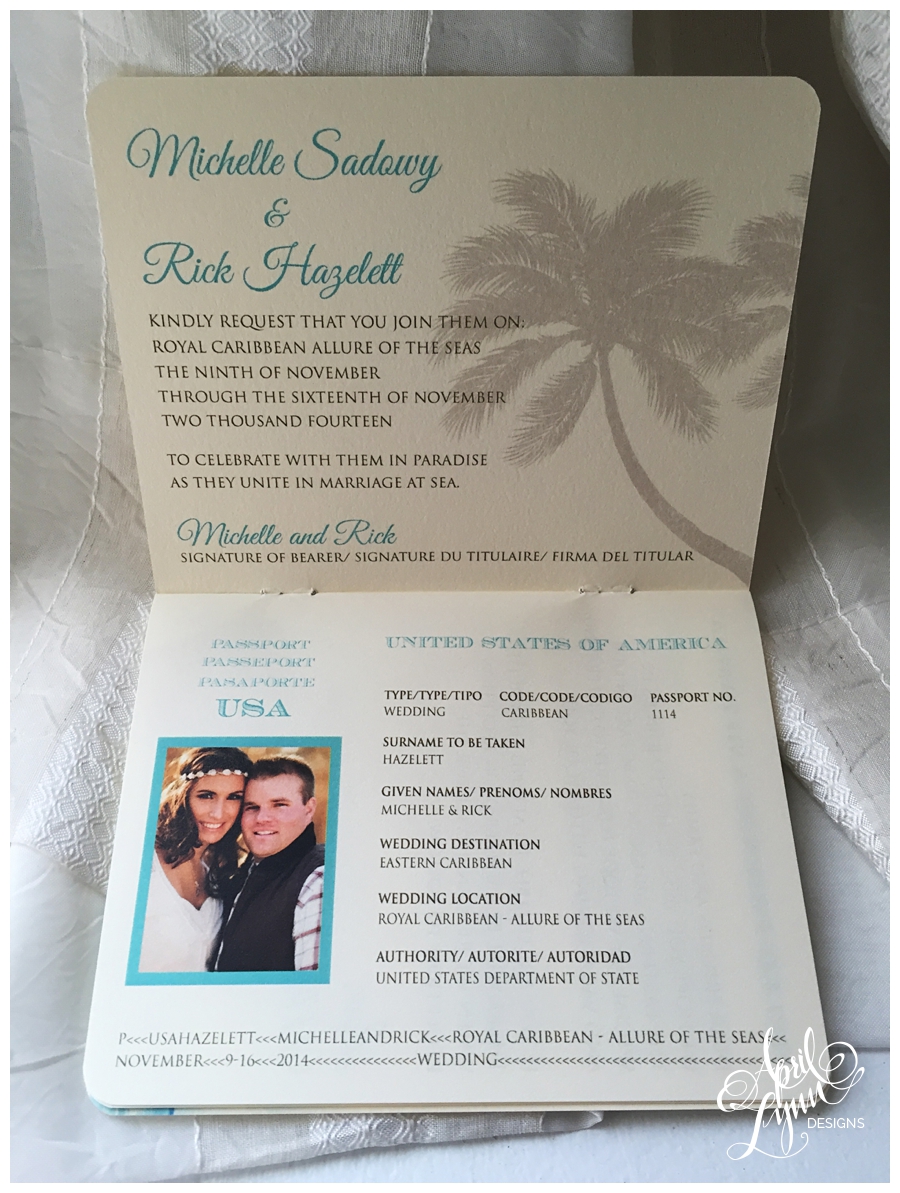 Michelle Sadowy
&
Rick Hazelett
KINDLY REQUEST THAT YOU JOIN THEM ON:
ROYAL CARIBBEAN ALLURE OF THE SEAS
THE NINTH OF NOVEMBER
THROUGH THE SIXTEENTH OF NOVEMBER
TWO THOUSAND FOURTEEN
TO CELEBRATE WITH THEM IN PARADISE
AS THEY UNITE IN MARRIAGE AT SEA.
Michelle and Rick
SIGNATURE OF BEARER/ SIGNATURE DU TITULAIRE/ FIRMA DEL TITULAR
PASSPORT
PASSEPORT
PASAPORTE
USA
UNITED STATES OF AMERICA
TYPE/TYPE/TIPO CODE/CODE/CODIGO PASSPORT NO.
WEDDING CARIBBEAN 1114
SURNAME TO BE TAKEN
HAZELETT
GIVEN NAMES/ PRENOMS/ NOMBRES
MICHELLE & RICK
WEDDING DESTINATION
EASTERN CARIBBEAN
WEDDING LOCATION
ROYAL CARIBBEAN - ALLURE OF THE SEAS
AUTHORITY/ AUTORITE/ AUTORIDAD
UNITED STATES DEPARTMENT OF STATE
P<<<USAHAZELETT<<<MICHELLEANDRICK<<<ROYAL CARIBBEAN - ALLURE OF THE SEAS<<<
NOVEMBER<<<9-16<<<2014<<<<<<<<<<<<<<<WEDDING<<<<<<<<<<<<<<<<<<<<<<<<<<<<<<<<<<<<<<<
April
Lynn
DESIGNS